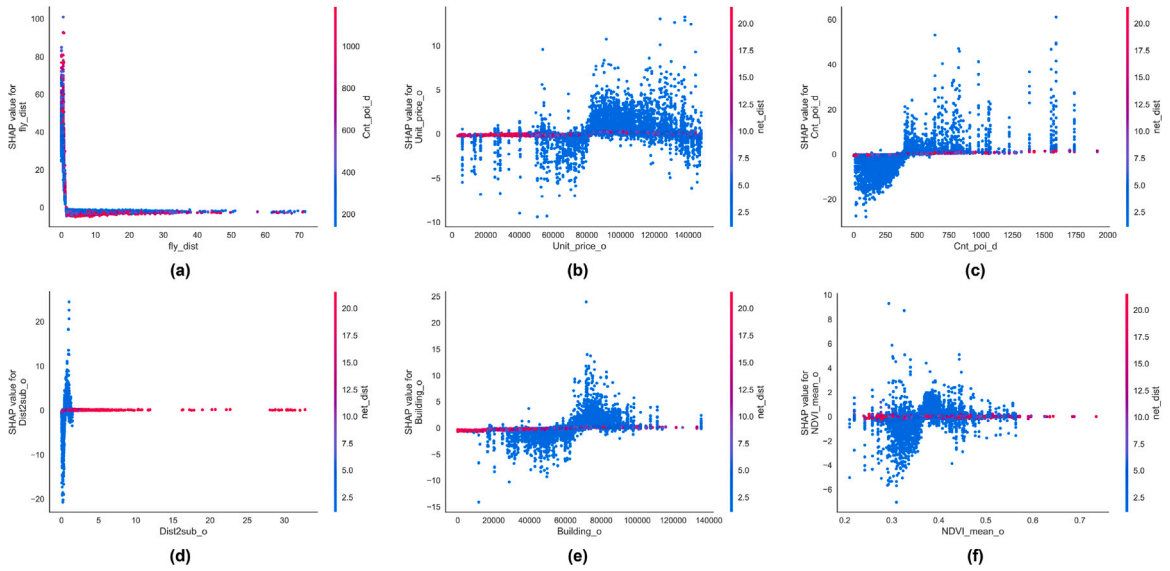 100
80
60
40
20
0
SHAP value for
fly_dist
0 10 20 30 40 50 60 70
fly_dist
1000
800
600
400
200
Cnt_poi_d
(a)
10
5
0
−5
−10
SHAP value for
Unit_price_o
0 20000 40000 60000 80000 100000 120000 140000
Unit_price_o
20.0
17.5
15.0
12.5
10.0
7.5
5.0
2.5
net_dist
(b)
60
40
20
0
−20
SHAP value for
Cnt_poi_d
0 250 500 750 1000 1250 1500 1750 2000
Cnt_poi_d
20.0
17.5
15.0
12.5
10.0
7.5
5.0
2.5
net_dist
(c)
20
10
0
−10
−20
SHAP value for
Dist2sub_o
0 5 10 15 20 25 30
Dist2sub_o
20.0
17.5
15.0
12.5
10.0
7.5
5.0
2.5
net_dist
(d)
25
20
15
10
5
0
−5
−10
−15
SHAP value for
Building_o
0 20000 40000 60000 80000 100000 120000 140000
Building_o
20.0
17.5
15.0
12.5
10.0
7.5
5.0
2.5
net_dist
(e)
10
8
6
4
2
0
−2
−4
−6
SHAP value for
NDVI_mean_o
0.2 0.3 0.4 0.5 0.6 0.7
NDVI_mean_o
20.0
17.5
15.0
12.5
10.0
7.5
5.0
2.5
net_dist
(f)